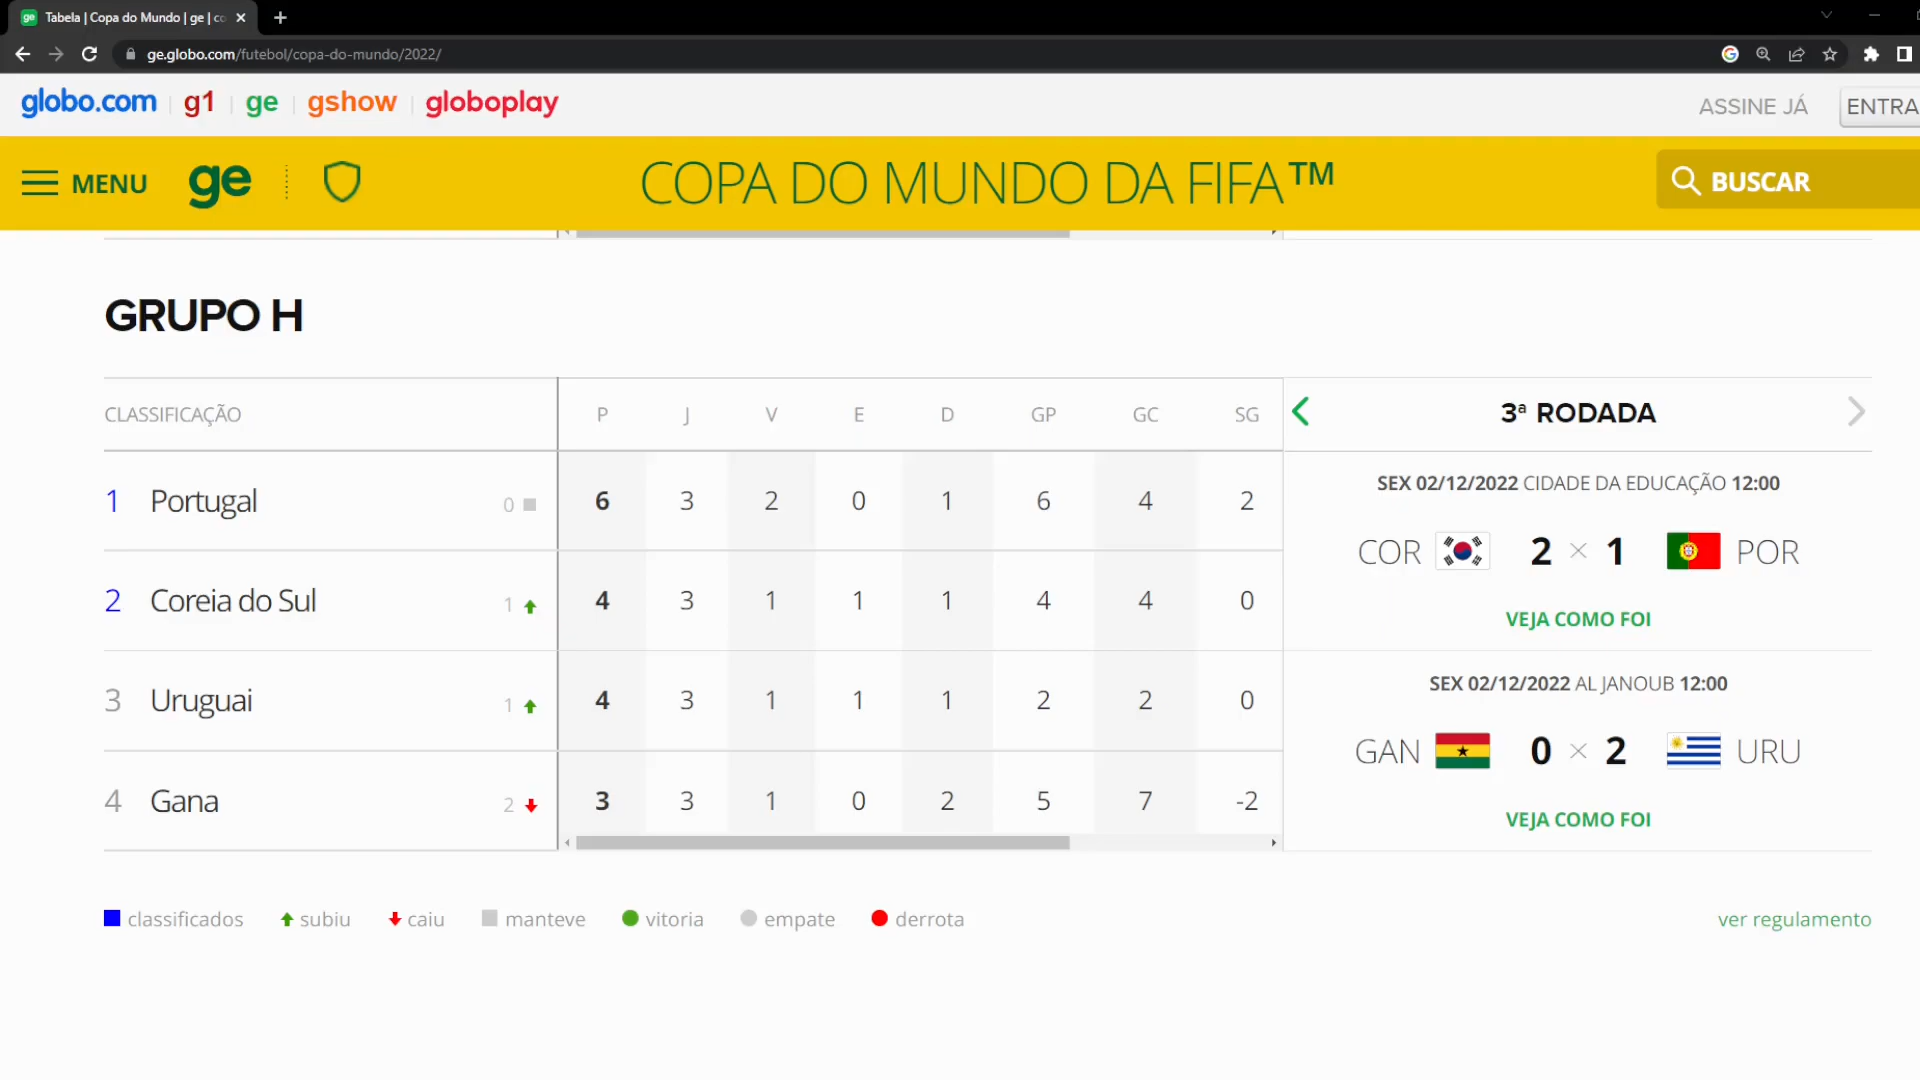 ge Tabela | Copa do Mundo | ge | co
ge.globo.com/futebol/copa-do-mundo/2022/
globo.com g1 ge gshow globoplay ASSINE JÁ ENTRA
MENU ge COPA DO MUNDO DA FIFA™ BUSCAR
GRUPO H
CLASSIFICAÇÃO P J V E D GP GC SG
1 Portugal 0 6 3 2 0 1 6 4 2
2 Coreia do Sul 1 4 3 1 1 1 4 4 0
3 Uruguai 1 4 3 1 1 1 2 2 0
4 Gana 2 3 3 1 0 2 5 7 -2
3ª RODADA
SEX 02/12/2022 CIDADE DA EDUCAÇÃO 12:00
COR 2 × 1 POR
VEJA COMO FOI
SEX 02/12/2022 AL JANOUB 12:00
GAN 0 × 2 URU
VEJA COMO FOI
classificados subiu caiu manteve vitoria empate derrota ver regulamento